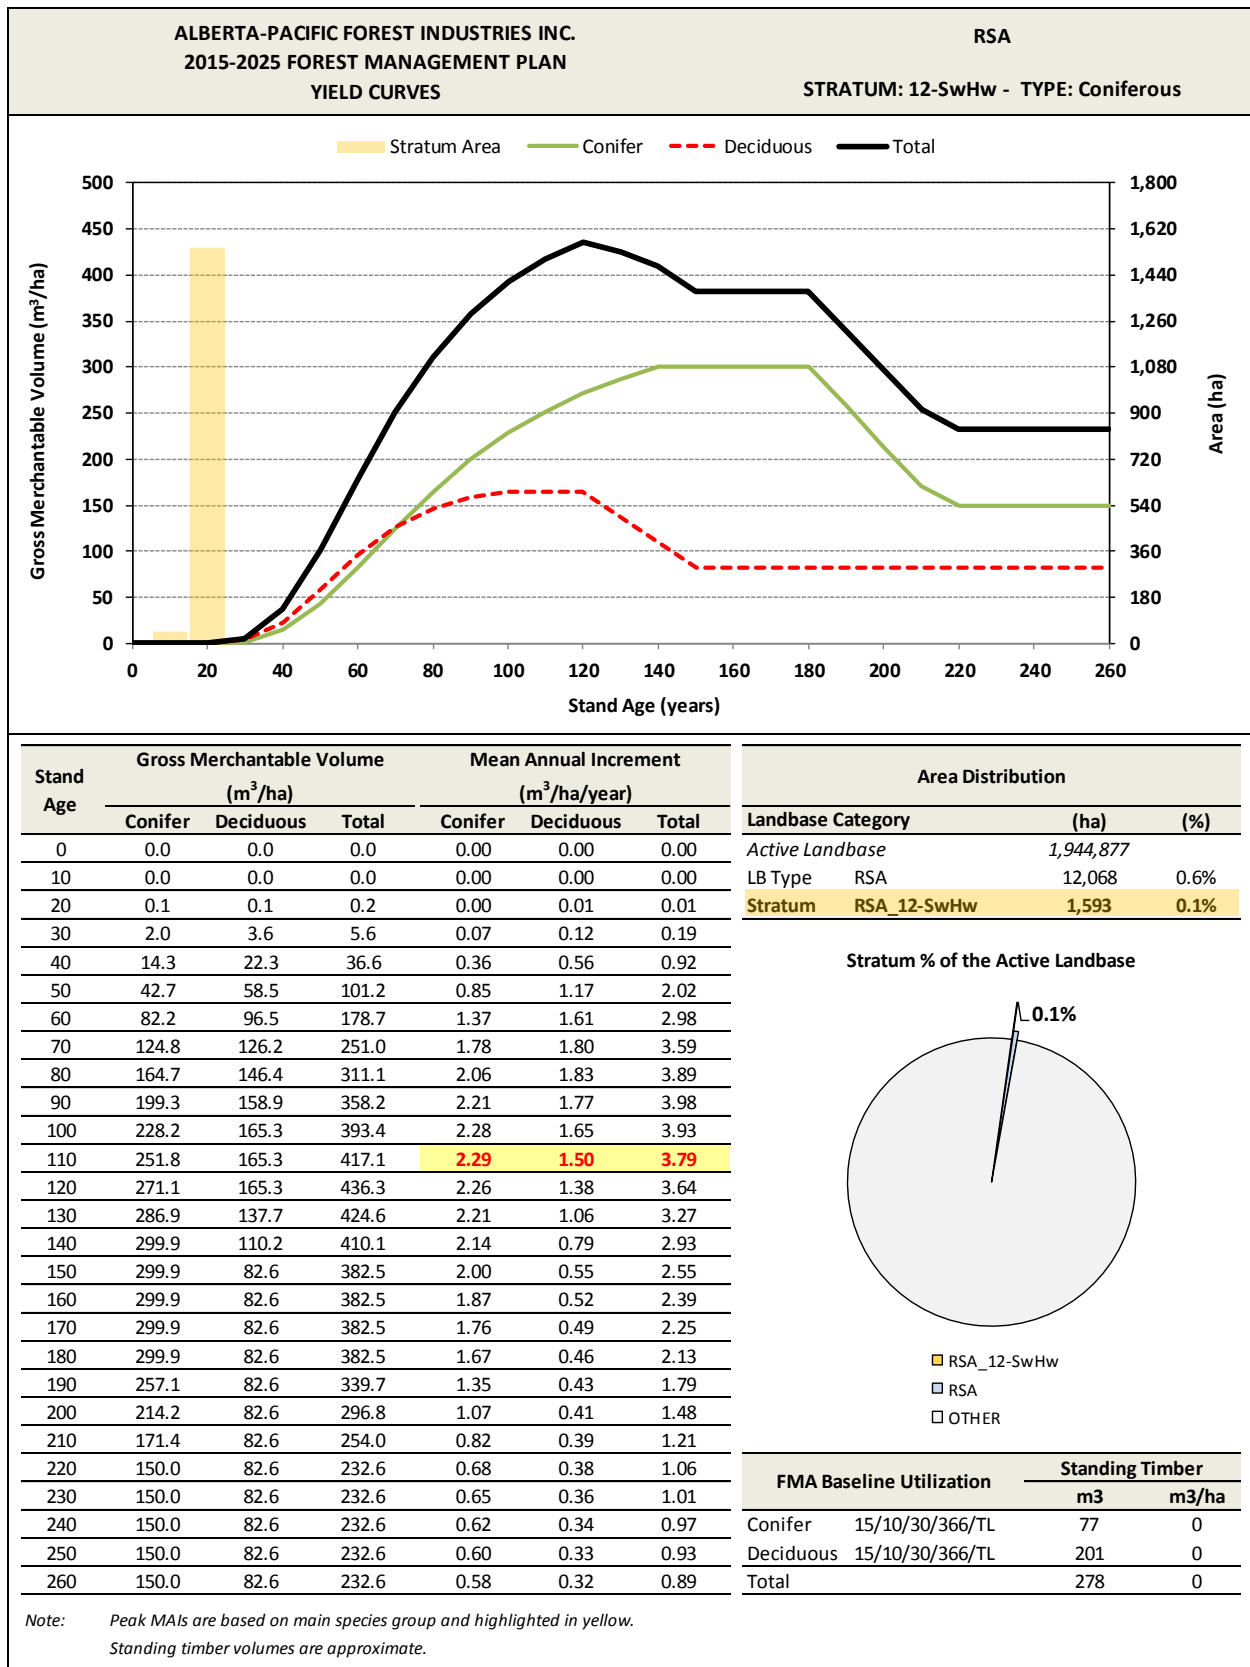 ALBERTA-PACIFIC FOREST INDUSTRIES INC.
2015-2025 FOREST MANAGEMENT PLAN
YIELD CURVES
RSA
STRATUM: 12-SwHw - TYPE: Coniferous
Stratum Area Conifer Deciduous Total
Gross Merchantable Volume (m³/ha)
500
450
400
350
300
250
200
150
100
50
0
1,800
1,620
1,440
1,260
1,080
900
720
540
360
180
0
Area (ha)
0 20 40 60 80 100 120 140 160 180 200 220 240 260
Stand Age (years)
Stand Age Gross Merchantable Volume (m³/ha) Mean Annual Increment (m³/ha/year)
Conifer Deciduous Total Conifer Deciduous Total
0 0.0 0.0 0.0 0.00 0.00 0.00
10 0.0 0.0 0.0 0.00 0.00 0.00
20 0.1 0.1 0.2 0.00 0.01 0.01
30 2.0 3.6 5.6 0.07 0.12 0.19
40 14.3 22.3 36.6 0.36 0.56 0.92
50 42.7 58.5 101.2 0.85 1.17 2.02
60 82.2 96.5 178.7 1.37 1.61 2.98
70 124.8 126.2 251.0 1.78 1.80 3.59
80 164.7 146.4 311.1 2.06 1.83 3.89
90 199.3 158.9 358.2 2.21 1.77 3.98
100 228.2 165.3 393.4 2.28 1.65 3.93
110 251.8 165.3 417.1 2.29 1.50 3.79
120 271.1 165.3 436.3 2.26 1.38 3.64
130 286.9 137.7 424.6 2.21 1.06 3.27
140 299.9 110.2 410.1 2.14 0.79 2.93
150 299.9 82.6 382.5 2.00 0.55 2.55
160 299.9 82.6 382.5 1.87 0.52 2.39
170 299.9 82.6 382.5 1.76 0.49 2.25
180 299.9 82.6 382.5 1.67 0.46 2.13
190 257.1 82.6 339.7 1.35 0.43 1.79
200 214.2 82.6 296.8 1.07 0.41 1.48
210 171.4 82.6 254.0 0.82 0.39 1.21
220 150.0 82.6 232.6 0.68 0.38 1.06
230 150.0 82.6 232.6 0.65 0.36 1.01
240 150.0 82.6 232.6 0.62 0.34 0.97
250 150.0 82.6 232.6 0.60 0.33 0.93
260 150.0 82.6 232.6 0.58 0.32 0.89
Area Distribution
Landbase Category (ha) (%)
Active Landbase 1,944,877
LB Type RSA 12,068 0.6%
Stratum RSA_12-SwHw 1,593 0.1%
Stratum % of the Active Landbase
0.1%
RSA_12-SwHw
RSA
OTHER
FMA Baseline Utilization Standing Timber
m3 m3/ha
Conifer 15/10/30/366/TL 77 0
Deciduous 15/10/30/366/TL 201 0
Total 278 0
Note: Peak MAIs are based on main species group and highlighted in yellow.
Standing timber volumes are approximate.